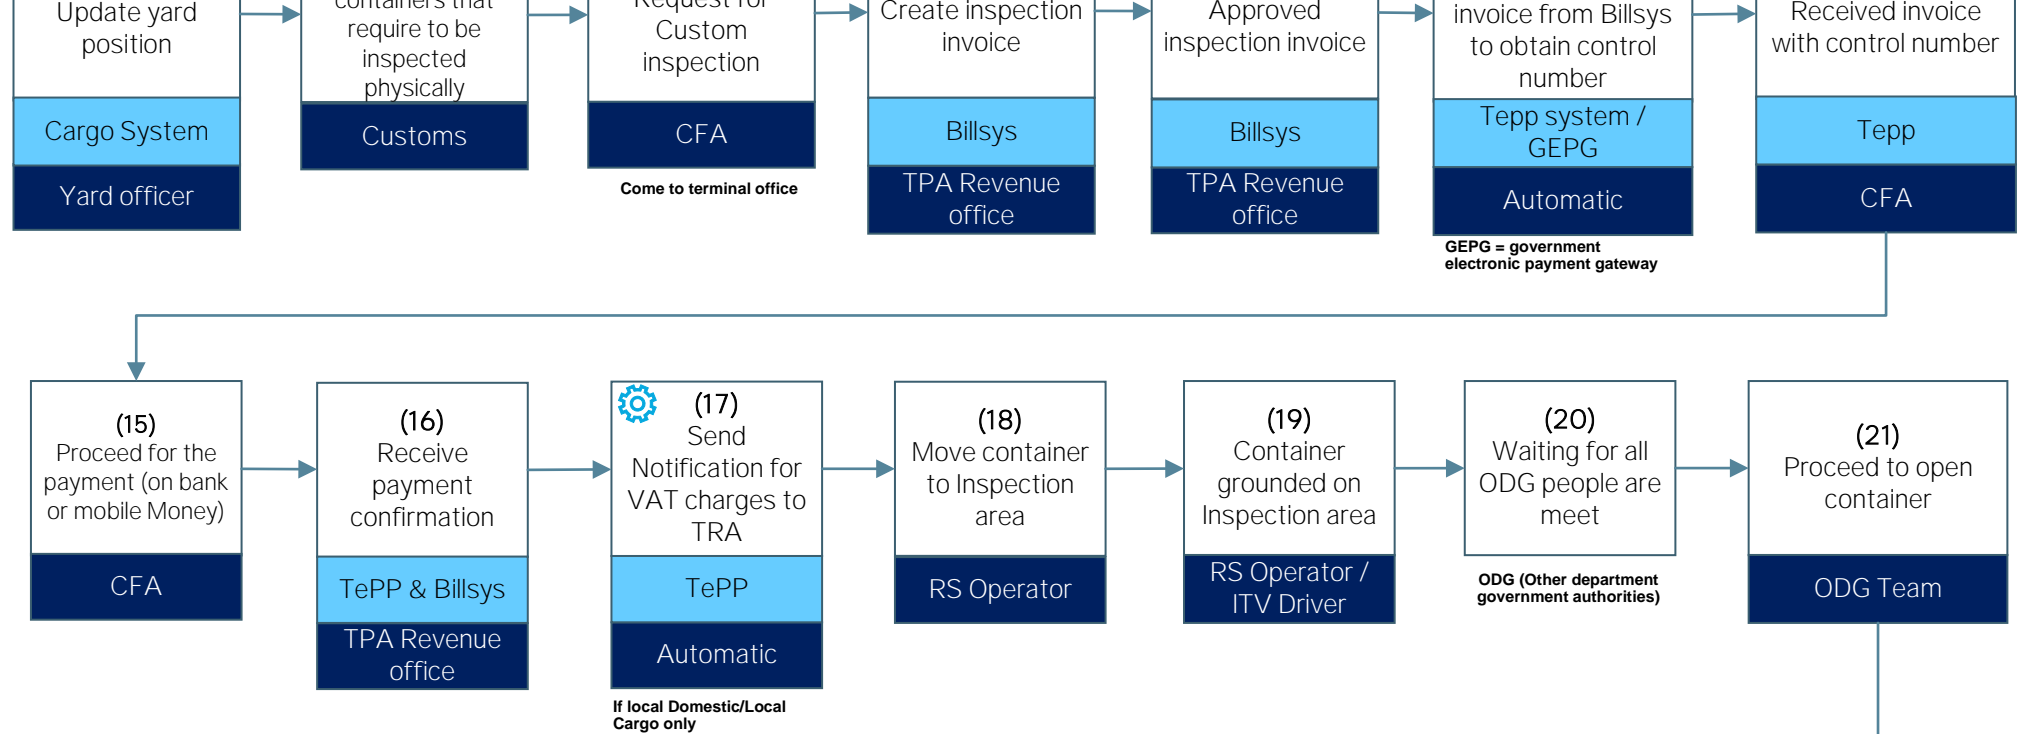 Update yard
position
Cargo System
Yard officer
containers that
require to be
inspected
physically
Customs
Request for
Custom
inspection
CFA
Come to terminal office
Create inspection
invoice
Billsys
TPA Revenue
office
Approved
inspection invoice
Billsys
TPA Revenue
office
invoice from Billsys
to obtain control
number
Tepp system /
GEPG
Automatic
GEPG = government
electronic payment gateway
Received invoice
with control number
Tepp
CFA
(15)
Proceed for the
payment (on bank
or mobile Money)
CFA
(16)
Receive
payment
confirmation
TePP & Billsys
TPA Revenue
office
(17)
Send
Notification for
VAT charges to
TRA
TePP
Automatic
If local Domestic/Local
Cargo only
(18)
Move container
to Inspection
area
RS Operator
(19)
Container
grounded on
Inspection area
RS Operator /
ITV Driver
(20)
Waiting for all
ODG people are
meet
ODG (Other department
government authorities)
(21)
Proceed to open
container
ODG Team